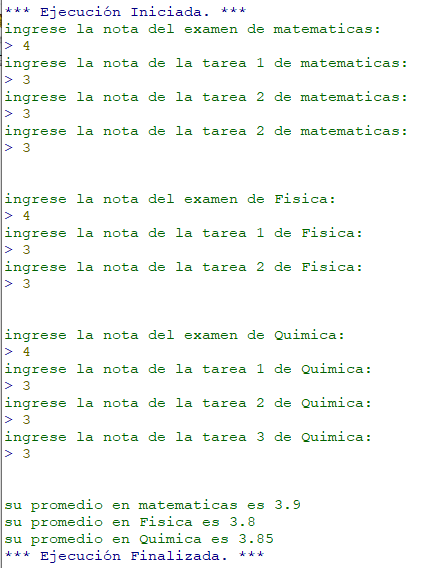 *** Ejecución Iniciada. ***
ingrese la nota del examen de matematicas:
> 4
ingrese la nota de la tarea 1 de matematicas:
> 3
ingrese la nota de la tarea 2 de matematicas:
> 3
ingrese la nota de la tarea 2 de matematicas:
> 3
ingrese la nota del examen de Fisica:
> 4
ingrese la nota de la tarea 1 de Fisica:
> 3
ingrese la nota de la tarea 2 de Fisica:
> 3
ingrese la nota del examen de Quimica:
> 4
ingrese la nota de la tarea 1 de Quimica:
> 3
ingrese la nota de la tarea 2 de Quimica:
> 3
ingrese la nota de la tarea 3 de Quimica:
> 3
su promedio en matematicas es 3.9
su promedio en Fisica es 3.8
su promedio en Quimica es 3.85
*** Ejecución Finalizada. ***